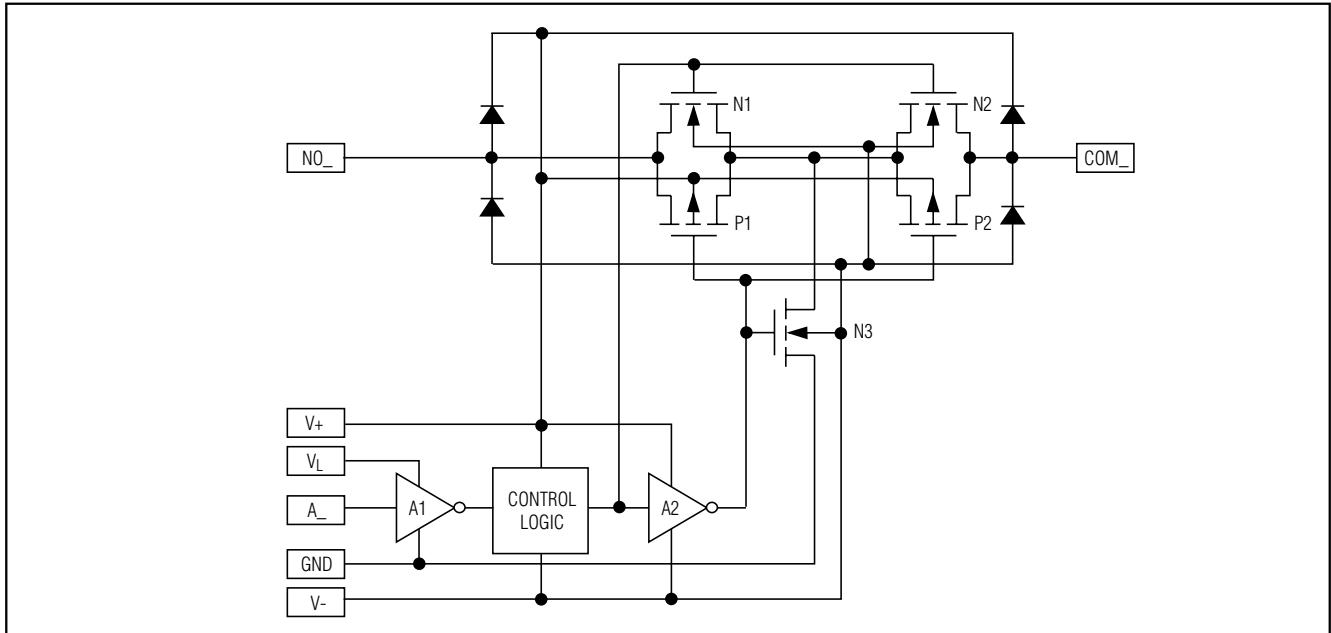 N1
N2
NO_
COM_
P1
P2
N3
V+
VL
A_
A1
CONTROL
LOGIC
A2
GND
V-